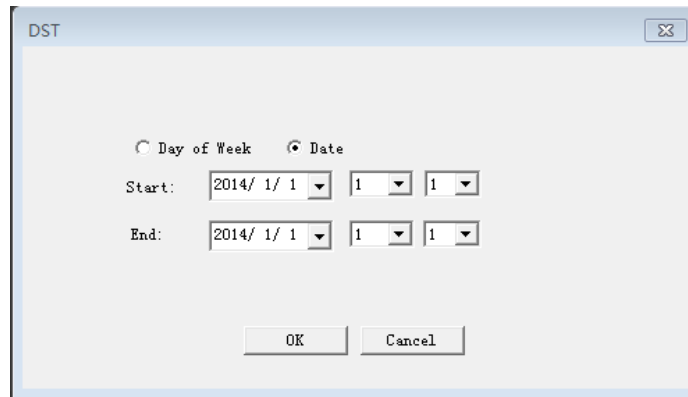 DST
Day of Week Date
Start: 2014/ 1/ 1 1 1
End: 2014/ 1/ 1 1 1
OK Cancel